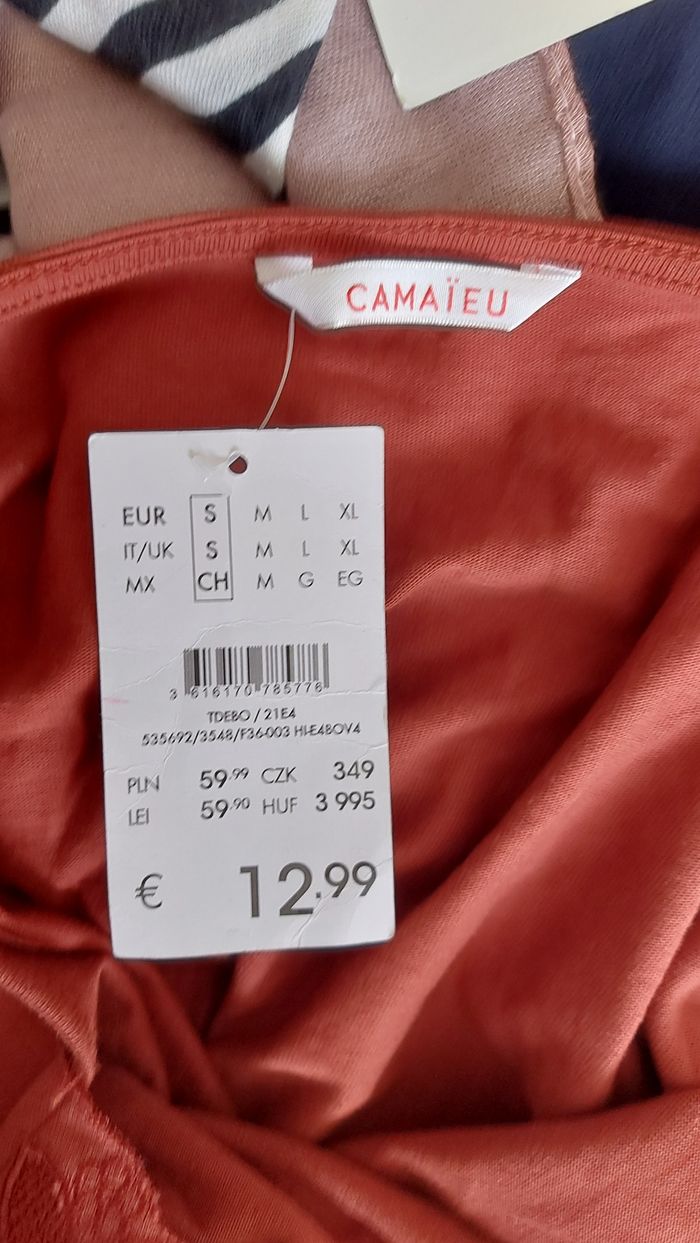 CAMAÏEU
EUR S M L XL
IT/UK S M L XL
MX CH M G EG
3 616170 785776
TDEBO / 21E4
535692/3548/F36-003 HI-E48OV4
PLN 59.99 CZK 349
LEI 59.90 HUF 3 995
€ 12.99